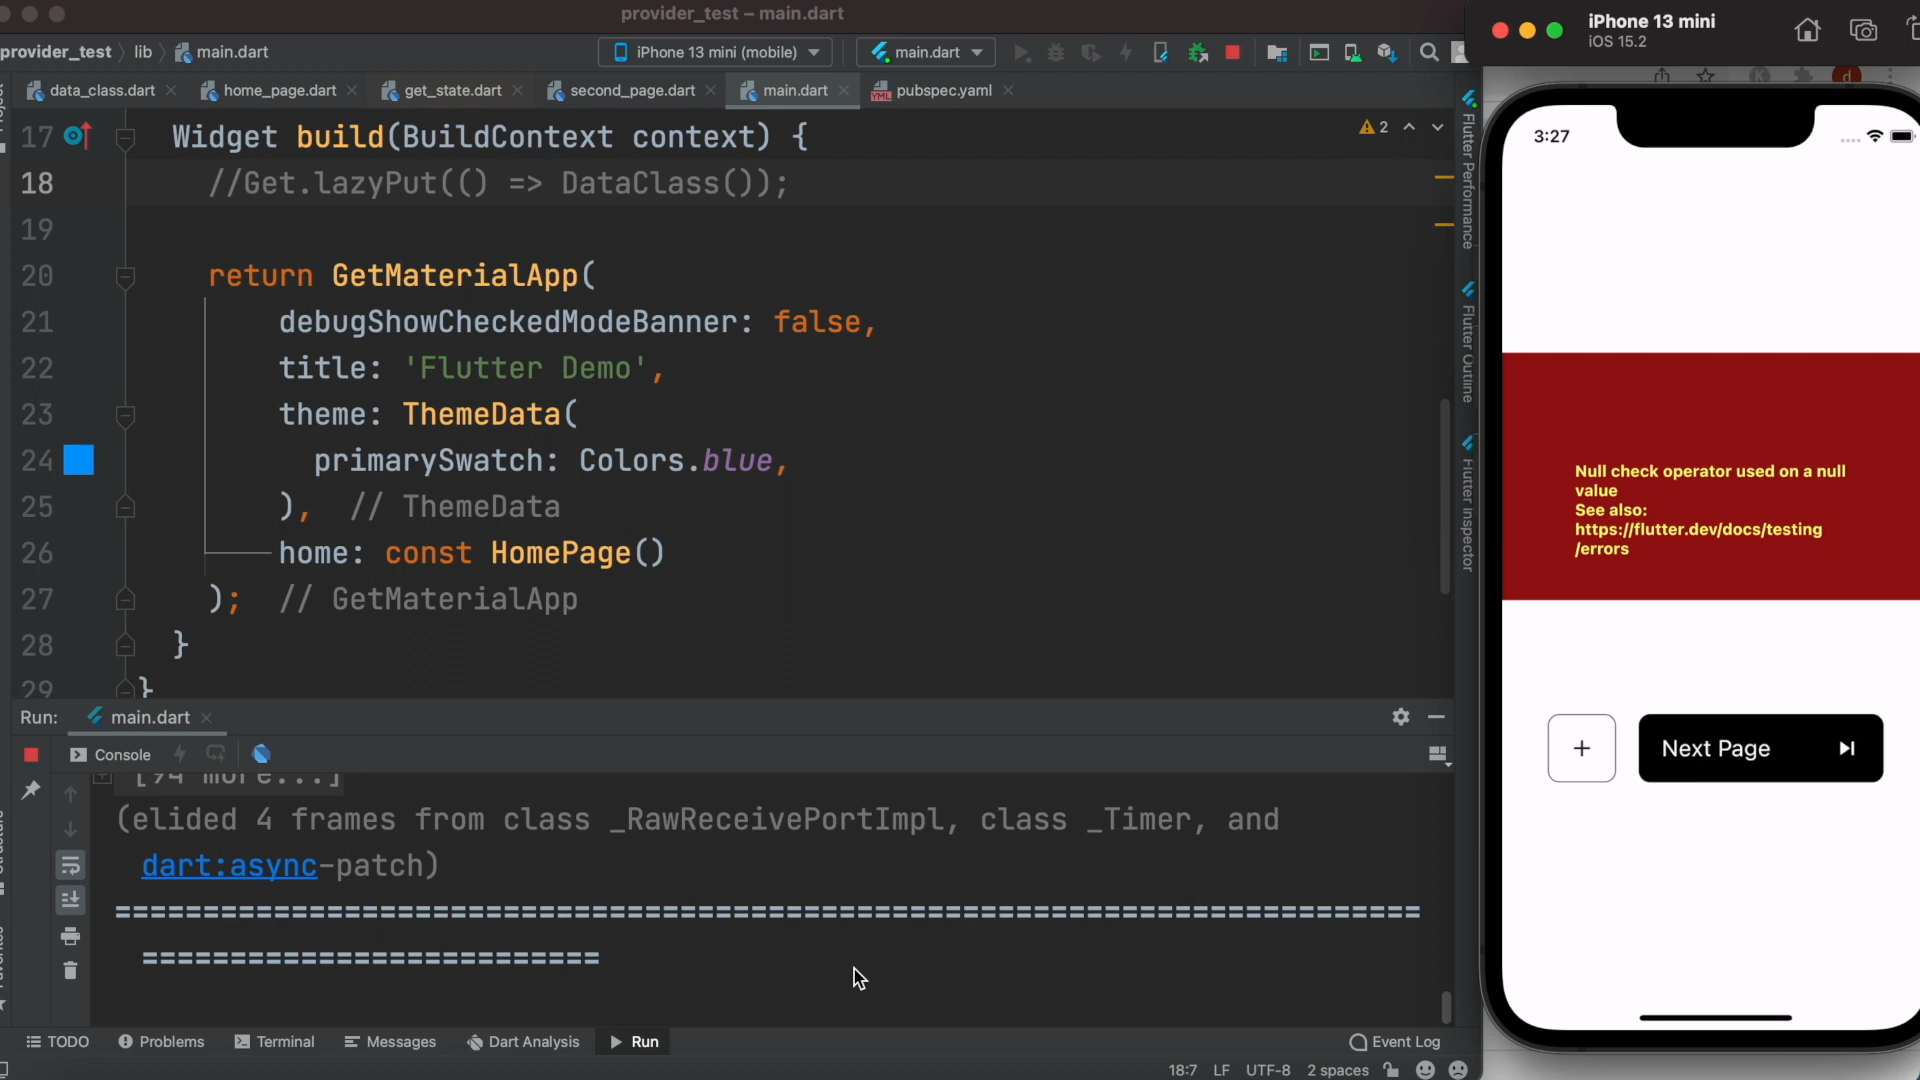 provider_test – main.dart
provider_test
lib
main.dart
iPhone 13 mini (mobile)
main.dart
data_class.dart
home_page.dart
get_state.dart
second_page.dart
main.dart
pubspec.yaml
17 Widget build(BuildContext context) {
18 //Get.lazyPut(() => DataClass());
19
20 return GetMaterialApp(
21 debugShowCheckedModeBanner: false,
22 title: 'Flutter Demo',
23 theme: ThemeData(
24 primarySwatch: Colors.blue,
25 ), // ThemeData
26 home: const HomePage()
27 ); // GetMaterialApp
28 }
29 }
2
Flutter Performance
Flutter Outline
Flutter Inspector
Run:
main.dart
Console
[94 more...]
(elided 4 frames from class _RawReceivePortImpl, class _Timer, and
dart:async-patch)
==========================================================================
==========================
TODO
Problems
Terminal
Messages
Dart Analysis
Run
Event Log
18:7
LF
UTF-8
2 spaces
iPhone 13 mini
iOS 15.2
K
d
3:27
Null check operator used on a null
value
See also:
https://flutter.dev/docs/testing
/errors
+
Next Page